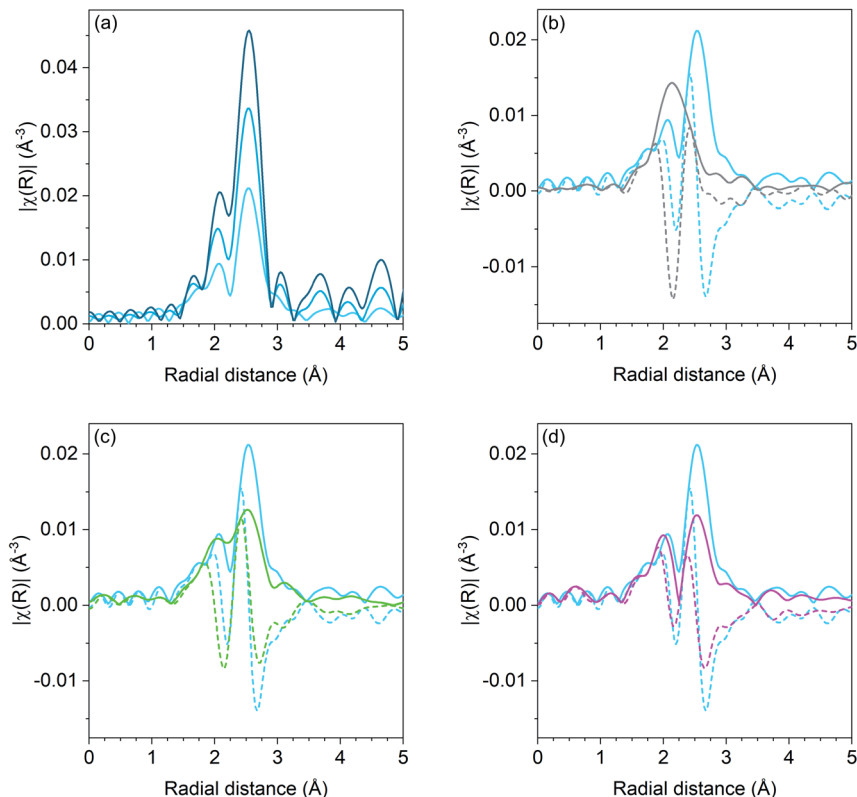 (a)
|χ(R)| (Å-3)
0.04
0.03
0.02
0.01
0.00
0 1 2 3 4 5
Radial distance (Å)
(b)
|χ(R)| (Å-3)
0.02
0.01
0.00
-0.01
0 1 2 3 4 5
Radial distance (Å)
(c)
|χ(R)| (Å-3)
0.02
0.01
0.00
-0.01
0 1 2 3 4 5
Radial distance (Å)
(d)
|χ(R)| (Å-3)
0.02
0.01
0.00
-0.01
0 1 2 3 4 5
Radial distance (Å)